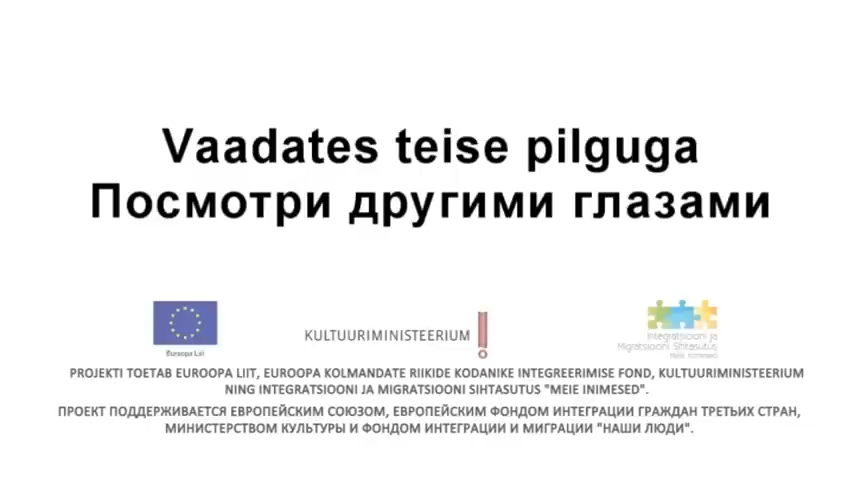 Vaadates teise pilguga
Посмотри другими глазами
Euroopa Liit
KULTUURIMINISTEERIUM
Integratsiooni ja
Migratsiooni Sihtasutus
Meie inimesed
PROJEKTI TOETAB EUROOPA LIIT, EUROOPA KOLMANDATE RIIKIDE KODANIKE INTEGREERIMISE FOND, KULTUURIMINISTEERIUM
NING INTEGRATSIOONI JA MIGRATSIOONI SIHTASUTUS "MEIE INIMESED".
ПРОЕКТ ПОДДЕРЖИВАЕТСЯ ЕВРОПЕЙСКИМ СОЮЗОМ, ЕВРОПЕЙСКИМ ФОНДОМ ИНТЕГРАЦИИ ГРАЖДАН ТРЕТЬИХ СТРАН,
МИНИСТЕРСТВОМ КУЛЬТУРЫ И ФОНДОМ ИНТЕГРАЦИИ И МИГРАЦИИ "НАШИ ЛЮДИ".